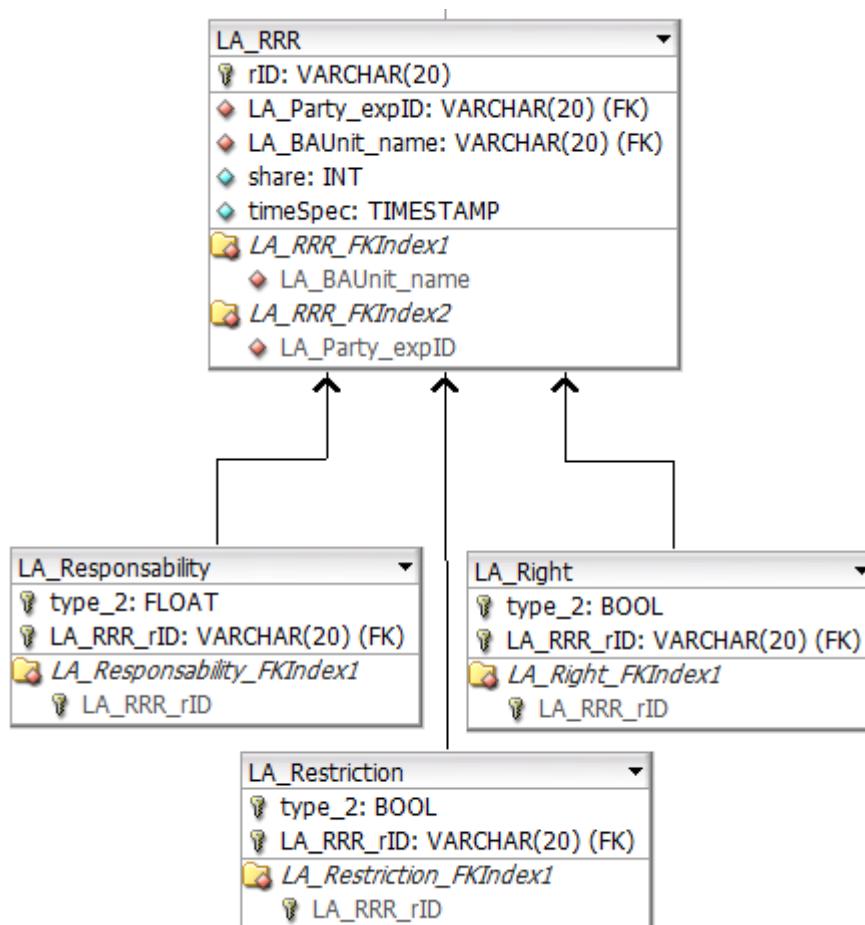 LA_RRR
rID: VARCHAR(20)
LA_Party_expID: VARCHAR(20) (FK)
LA_BAUnit_name: VARCHAR(20) (FK)
share: INT
timeSpec: TIMESTAMP
LA_RRR_FKIndex1
LA_BAUnit_name
LA_RRR_FKIndex2
LA_Party_expID
LA_Responsability
type_2: FLOAT
LA_RRR_rID: VARCHAR(20) (FK)
LA_Responsability_FKIndex1
LA_RRR_rID
LA_Right
type_2: BOOL
LA_RRR_rID: VARCHAR(20) (FK)
LA_Right_FKIndex1
LA_RRR_rID
LA_Restriction
type_2: BOOL
LA_RRR_rID: VARCHAR(20) (FK)
LA_Restriction_FKIndex1
LA_RRR_rID